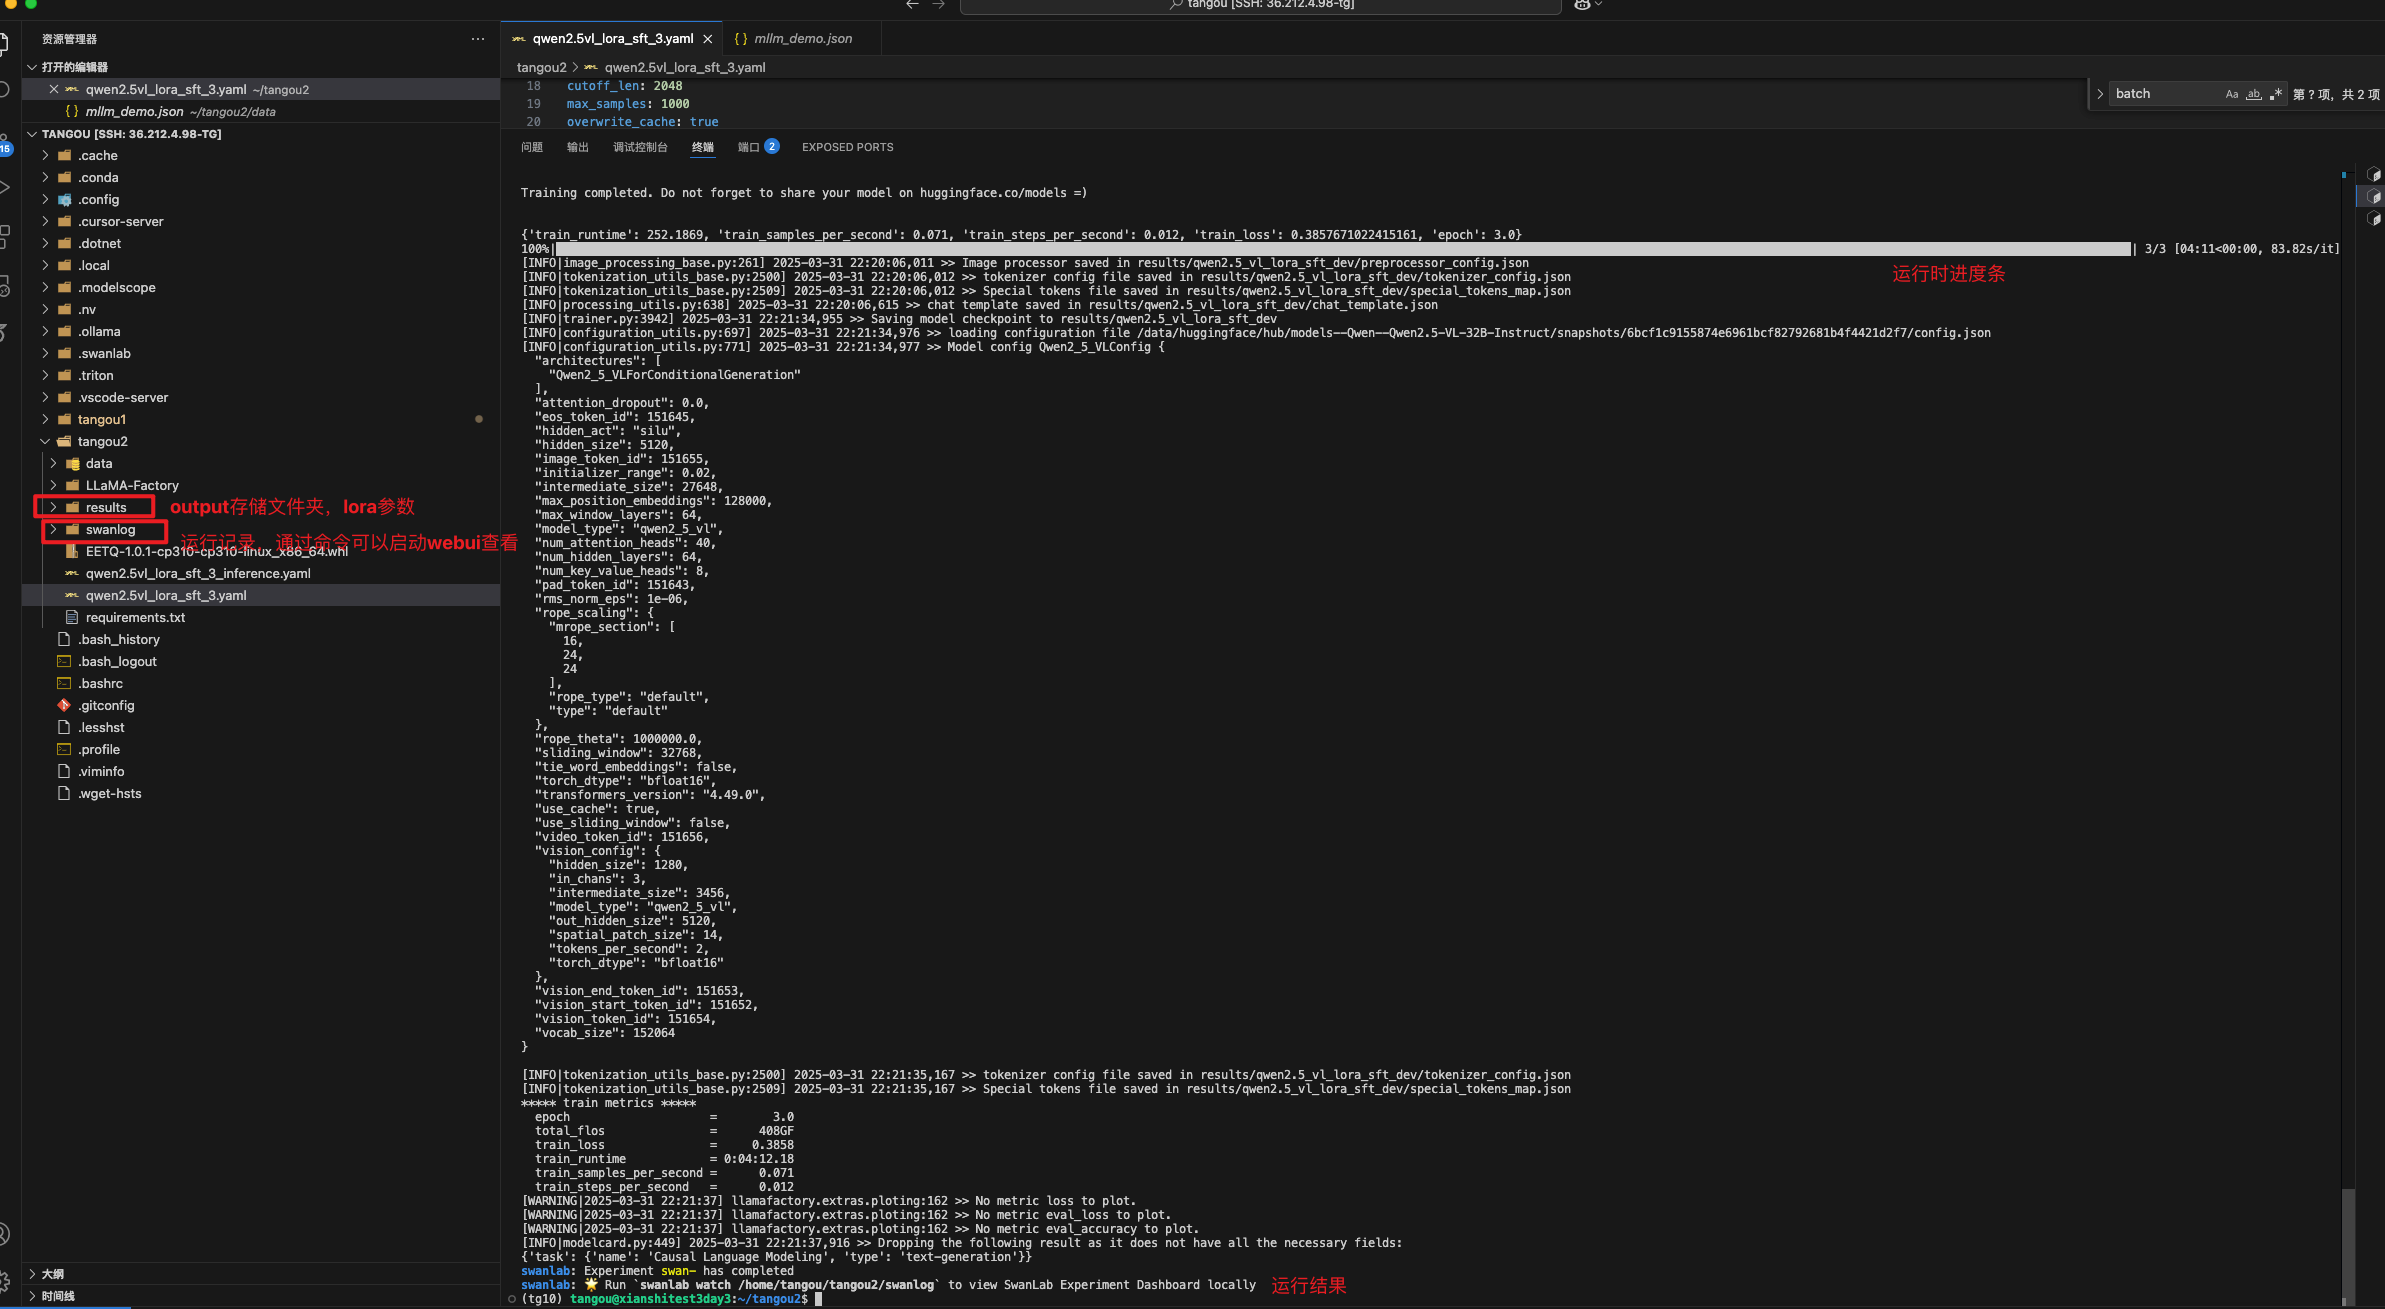 tangou [SSH: 36.212.4.98-tg]
资源管理器
打开的编辑器
qwen2.5vl_lora_sft_3.yaml ~/tangou2
mllm_demo.json ~/tangou2/data
TANGOU [SSH: 36.212.4.98-TG]
.cache
.conda
.config
.cursor-server
.dotnet
.local
.modelscope
.nv
.ollama
.swanlab
.triton
.vscode-server
tangou1
tangou2
data
LLaMA-Factory
results
output存储文件夹，lora参数
swanlog
运行记录，通过命令可以启动webui查看
EETQ-1.0.1-cp310-cp310-linux_x86_64.whl
qwen2.5vl_lora_sft_3_inference.yaml
qwen2.5vl_lora_sft_3.yaml
requirements.txt
.bash_history
.bash_logout
.bashrc
.gitconfig
.lesshst
.profile
.viminfo
.wget-hsts
大纲
时间线
15
qwen2.5vl_lora_sft_3.yaml
{ } mllm_demo.json
tangou2 > qwen2.5vl_lora_sft_3.yaml
18 cutoff_len: 2048
19 max_samples: 1000
20 overwrite_cache: true
batch Aa ab 第 ? 项，共 2 项
问题 输出 调试控制台 终端 端口 2 EXPOSED PORTS
Training completed. Do not forget to share your model on huggingface.co/models =)
{'train_runtime': 252.1869, 'train_samples_per_second': 0.071, 'train_steps_per_second': 0.012, 'train_loss': 0.3857671022415161, 'epoch': 3.0}
100%| | 3/3 [04:11<00:00, 83.82s/it]
[INFO|image_processing_base.py:261] 2025-03-31 22:20:06,011 >> Image processor saved in results/qwen2.5_vl_lora_sft_dev/preprocessor_config.json
运行时进度条
[INFO|tokenization_utils_base.py:2500] 2025-03-31 22:20:06,012 >> tokenizer config file saved in results/qwen2.5_vl_lora_sft_dev/tokenizer_config.json
[INFO|tokenization_utils_base.py:2509] 2025-03-31 22:20:06,012 >> Special tokens file saved in results/qwen2.5_vl_lora_sft_dev/special_tokens_map.json
[INFO|processing_utils.py:638] 2025-03-31 22:20:06,615 >> chat template saved in results/qwen2.5_vl_lora_sft_dev/chat_template.json
[INFO|trainer.py:3942] 2025-03-31 22:21:34,955 >> Saving model checkpoint to results/qwen2.5_vl_lora_sft_dev
[INFO|configuration_utils.py:697] 2025-03-31 22:21:34,976 >> loading configuration file /data/huggingface/hub/models--Qwen--Qwen2.5-VL-32B-Instruct/snapshots/6bcf1c9155874e6961bcf82792681b4f4421d2f7/config.json
[INFO|configuration_utils.py:771] 2025-03-31 22:21:34,977 >> Model config Qwen2_5_VLConfig {
"architectures": [
"Qwen2_5_VLForConditionalGeneration"
],
"attention_dropout": 0.0,
"eos_token_id": 151645,
"hidden_act": "silu",
"hidden_size": 5120,
"image_token_id": 151655,
"initializer_range": 0.02,
"intermediate_size": 27648,
"max_position_embeddings": 128000,
"max_window_layers": 64,
"model_type": "qwen2_5_vl",
"num_attention_heads": 40,
"num_hidden_layers": 64,
"num_key_value_heads": 8,
"pad_token_id": 151643,
"rms_norm_eps": 1e-06,
"rope_scaling": {
"mrope_section": [
16,
24,
24
],
"rope_type": "default",
"type": "default"
},
"rope_theta": 1000000.0,
"sliding_window": 32768,
"tie_word_embeddings": false,
"torch_dtype": "bfloat16",
"transformers_version": "4.49.0",
"use_cache": true,
"use_sliding_window": false,
"video_token_id": 151656,
"vision_config": {
"hidden_size": 1280,
"in_chans": 3,
"intermediate_size": 3456,
"model_type": "qwen2_5_vl",
"out_hidden_size": 5120,
"spatial_patch_size": 14,
"tokens_per_second": 2,
"torch_dtype": "bfloat16"
},
"vision_end_token_id": 151653,
"vision_start_token_id": 151652,
"vision_token_id": 151654,
"vocab_size": 152064
}
[INFO|tokenization_utils_base.py:2500] 2025-03-31 22:21:35,167 >> tokenizer config file saved in results/qwen2.5_vl_lora_sft_dev/tokenizer_config.json
[INFO|tokenization_utils_base.py:2509] 2025-03-31 22:21:35,167 >> Special tokens file saved in results/qwen2.5_vl_lora_sft_dev/special_tokens_map.json
***** train metrics *****
epoch = 3.0
total_flos = 408GF
train_loss = 0.3858
train_runtime = 0:04:12.18
train_samples_per_second = 0.071
train_steps_per_second = 0.012
[WARNING|2025-03-31 22:21:37] llamafactory.extras.ploting:162 >> No metric loss to plot.
[WARNING|2025-03-31 22:21:37] llamafactory.extras.ploting:162 >> No metric eval_loss to plot.
[WARNING|2025-03-31 22:21:37] llamafactory.extras.ploting:162 >> No metric eval_accuracy to plot.
[INFO|modelcard.py:449] 2025-03-31 22:21:37,916 >> Dropping the following result as it does not have all the necessary fields:
{'task': {'name': 'Causal Language Modeling', 'type': 'text-generation'}}
swanlab: Experiment swan- has completed
swanlab: 🌟 Run `swanlab watch /home/tangou/tangou2/swanlog` to view SwanLab Experiment Dashboard locally
运行结果
(tg10) tangou@xianshitest3day3:~/tangou2$